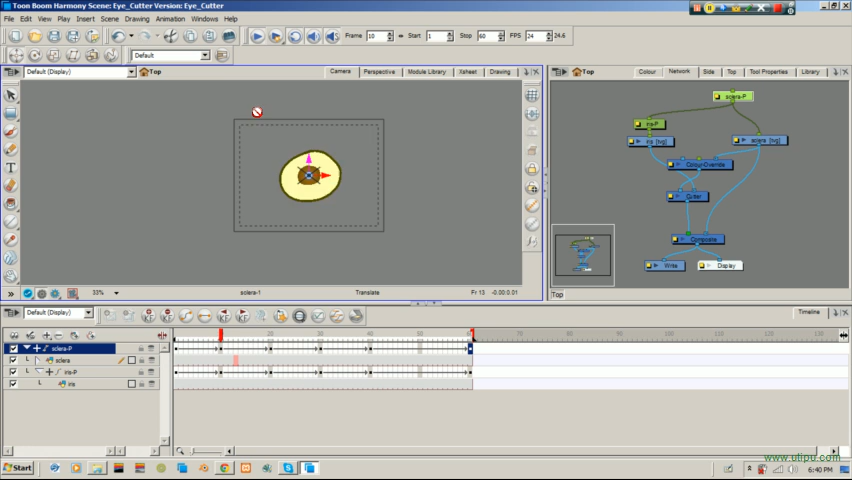 Toon Boom Harmony Scene: Eye_Cutter Version: Eye_Cutter
File Edit View Play Insert Scene Drawing Animation Windows Help
Frame 10 Start 1 Stop 60 FPS 24 24.6
Default
Default (Display) Top Camera Perspective Module Library Xsheet Drawing
Top Colour Network Side Top Tool Properties Library
sclera-P
iris-P
iris (tvg) sclera (tvg)
Colour-Override
Cutter
Composite
Write Display
33% sclera-1 Translate Fr 13 -0.00:0.01
Top
Default (Display) Timeline
20 30 40 50 70 80 90 100 110 120 130
sclera-P
sclera
iris-P
iris
www.utipu.com
Start 6:40 PM